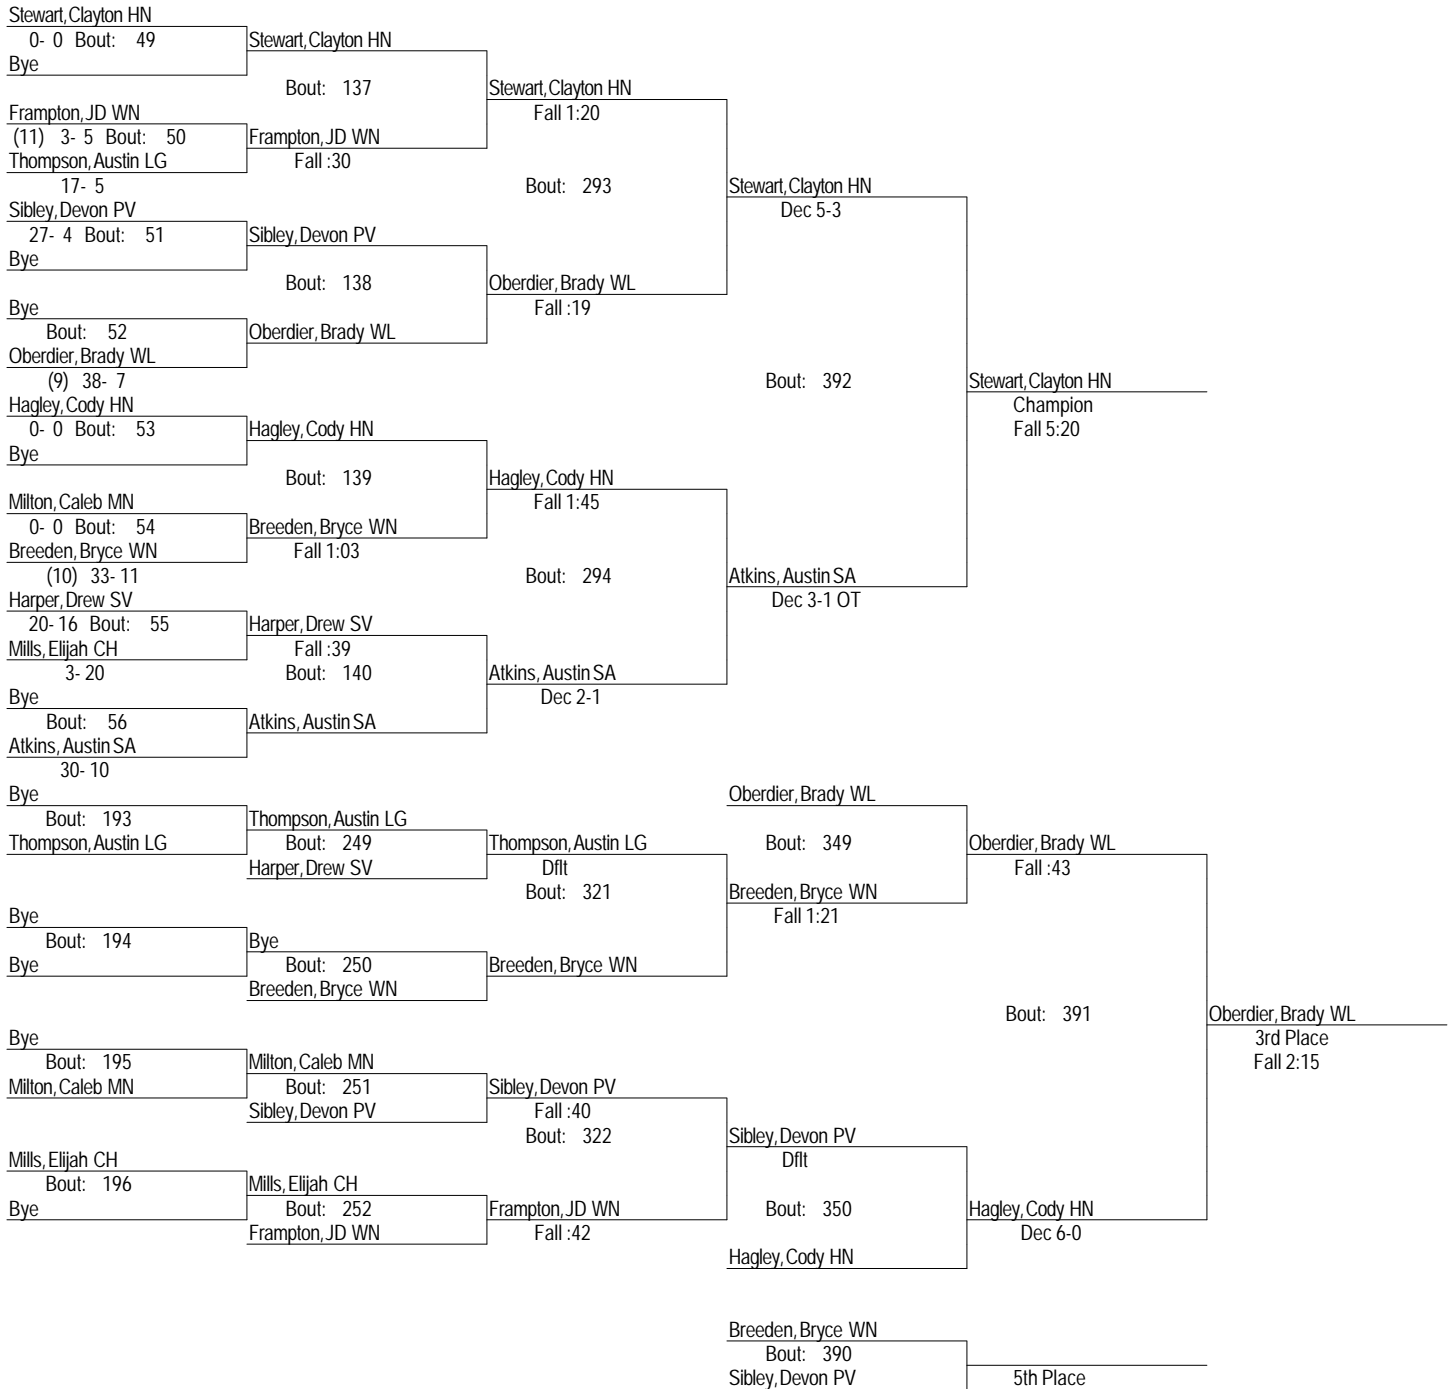 Stewart, Clayton HN
0- 0 Bout: 49
Bye
Frampton, JD WN
(11) 3- 5 Bout: 50
Thompson, Austin LG
17- 5
Sibley, Devon PV
27- 4 Bout: 51
Bye
Bye
Bout: 52
Oberdier, Brady WL
(9) 38- 7
Hagley, Cody HN
0- 0 Bout: 53
Bye
Milton, Caleb MN
0- 0 Bout: 54
Breeden, Bryce WN
(10) 33- 11
Harper, Drew SV
20- 16 Bout: 55
Mills, Elijah CH
3- 20
Bye
Bout: 56
Atkins, Austin SA
30- 10
Stewart, Clayton HN
Bout: 137
Frampton, JD WN
Fall :30
Sibley, Devon PV
Bout: 138
Oberdier, Brady WL
Hagley, Cody HN
Bout: 139
Breeden, Bryce WN
Fall 1:03
Harper, Drew SV
Fall :39
Bout: 140
Atkins, Austin SA
Stewart, Clayton HN
Fall 1:20
Bout: 293
Oberdier, Brady WL
Fall :19
Hagley, Cody HN
Fall 1:45
Bout: 294
Atkins, Austin SA
Dec 2-1
Stewart, Clayton HN
Dec 5-3
Bout: 392
Atkins, Austin SA
Dec 3-1 OT
Stewart, Clayton HN
Champion
Fall 5:20
Bye
Bout: 193
Thompson, Austin LG
Bye
Bout: 194
Bye
Bye
Bout: 195
Milton, Caleb MN
Mills, Elijah CH
Bout: 196
Bye
Thompson, Austin LG
Bout: 249
Harper, Drew SV
Bye
Bout: 250
Breeden, Bryce WN
Milton, Caleb MN
Bout: 251
Sibley, Devon PV
Mills, Elijah CH
Bout: 252
Frampton, JD WN
Thompson, Austin LG
Dflt
Bout: 321
Breeden, Bryce WN
Sibley, Devon PV
Fall :40
Bout: 322
Frampton, JD WN
Fall :42
Oberdier, Brady WL
Bout: 349
Breeden, Bryce WN
Fall 1:21
Sibley, Devon PV
Dflt
Bout: 350
Hagley, Cody HN
Oberdier, Brady WL
Fall :43
Bout: 391
Hagley, Cody HN
Dec 6-0
Oberdier, Brady WL
3rd Place
Fall 2:15
Breeden, Bryce WN
Bout: 390
Sibley, Devon PV
5th Place